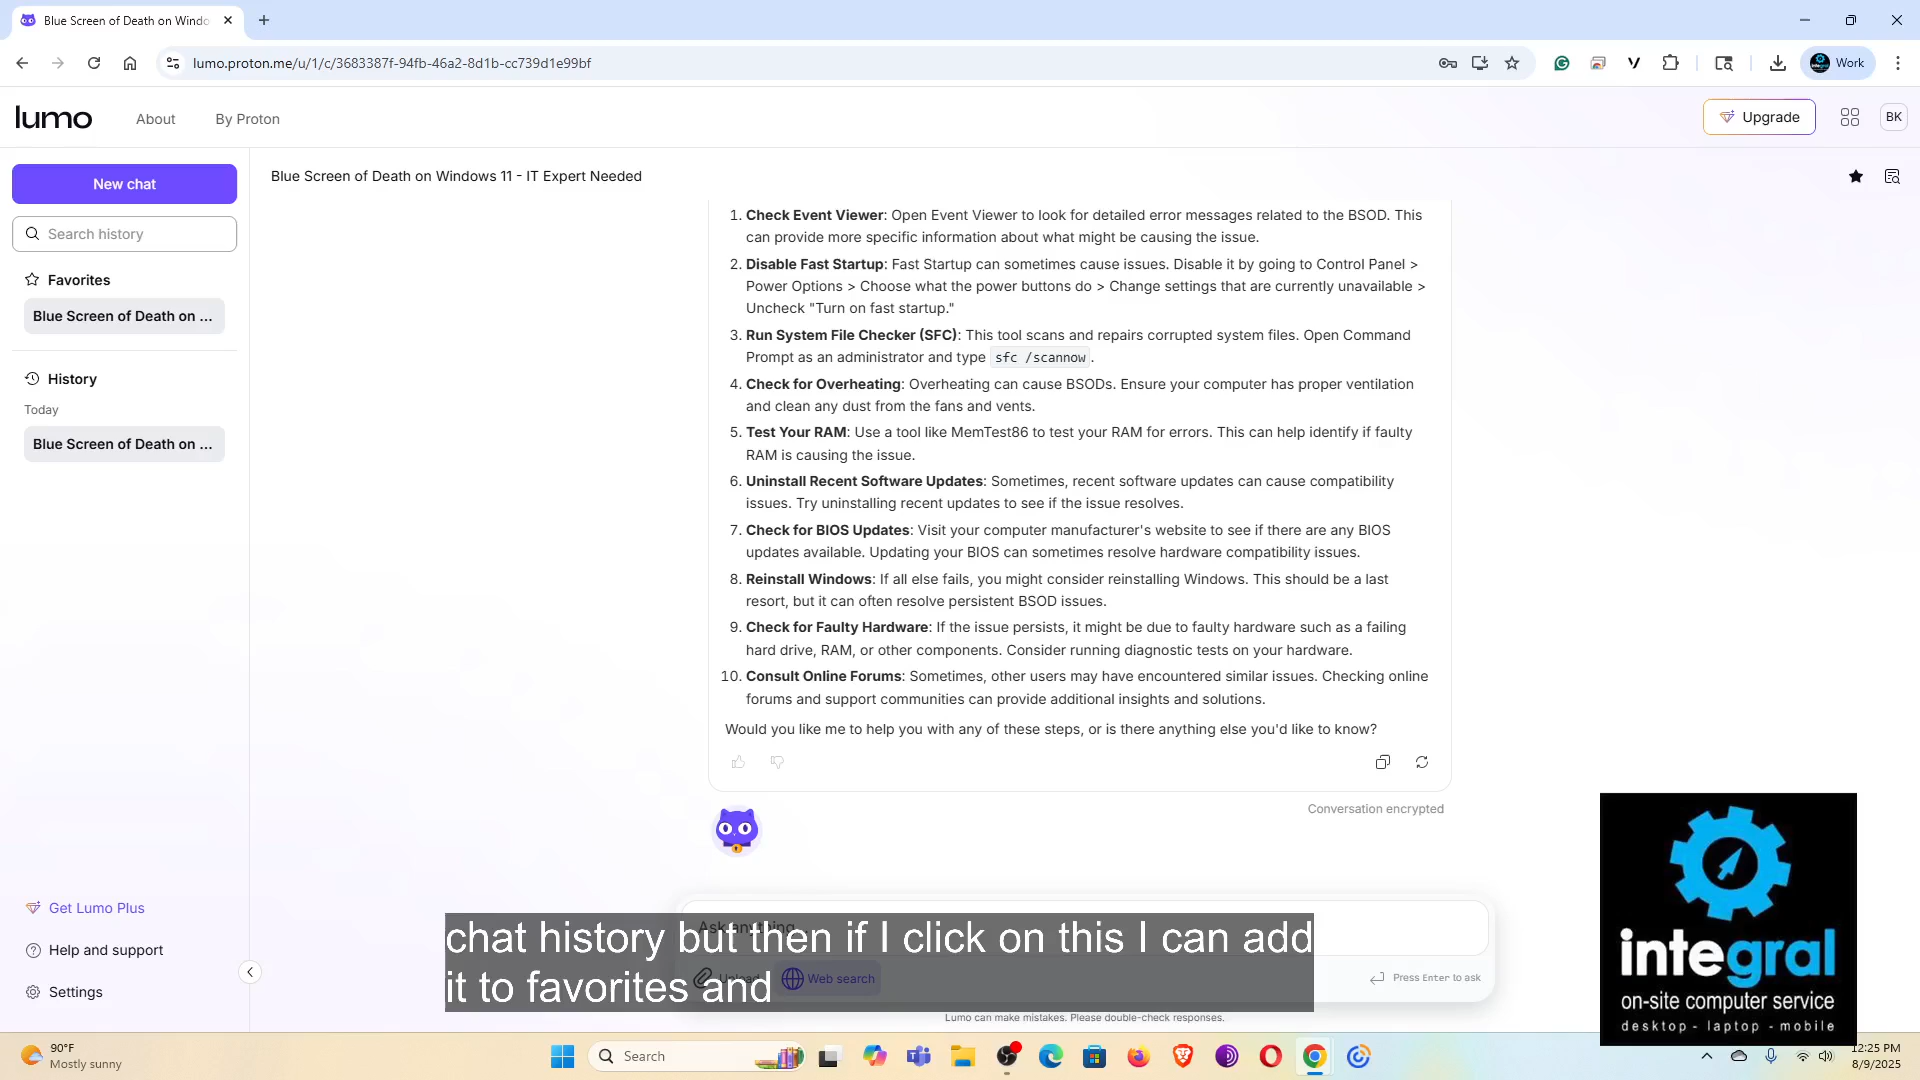 Blue Screen of Death on Windo
lumo.proton.me/u/1/c/3683387f-94fb-46a2-8d1b-cc739d1e99bf
Work
lumo
About
By Proton
Upgrade
BK
New chat
Search history
Favorites
Blue Screen of Death on ...
History
Today
Blue Screen of Death on ...
Get Lumo Plus
Help and support
Settings
Blue Screen of Death on Windows 11 - IT Expert Needed
1. Check Event Viewer: Open Event Viewer to look for detailed error messages related to the BSOD. This
can provide more specific information about what might be causing the issue.
2. Disable Fast Startup: Fast Startup can sometimes cause issues. Disable it by going to Control Panel >
Power Options > Choose what the power buttons do > Change settings that are currently unavailable >
Uncheck "Turn on fast startup."
3. Run System File Checker (SFC): This tool scans and repairs corrupted system files. Open Command
Prompt as an administrator and type sfc /scannow.
4. Check for Overheating: Overheating can cause BSODs. Ensure your computer has proper ventilation
and clean any dust from the fans and vents.
5. Test Your RAM: Use a tool like MemTest86 to test your RAM for errors. This can help identify if faulty
RAM is causing the issue.
6. Uninstall Recent Software Updates: Sometimes, recent software updates can cause compatibility
issues. Try uninstalling recent updates to see if the issue resolves.
7. Check for BIOS Updates: Visit your computer manufacturer's website to see if there are any BIOS
updates available. Updating your BIOS can sometimes resolve hardware compatibility issues.
8. Reinstall Windows: If all else fails, you might consider reinstalling Windows. This should be a last
resort, but it can often resolve persistent BSOD issues.
9. Check for Faulty Hardware: If the issue persists, it might be due to faulty hardware such as a failing
hard drive, RAM, or other components. Consider running diagnostic tests on your hardware.
10. Consult Online Forums: Sometimes, other users may have encountered similar issues. Checking online
forums and support communities can provide additional insights and solutions.
Would you like me to help you with any of these steps, or is there anything else you'd like to know?
Conversation encrypted
Ask anything...
chat history but then if I click on this I can add
it to favorites and
Upload
Web search
Press Enter to ask
Lumo can make mistakes. Please double-check responses.
integral
on-site computer service
desktop - laptop - mobile
90°F
Mostly sunny
Search
12:25 PM
8/9/2025